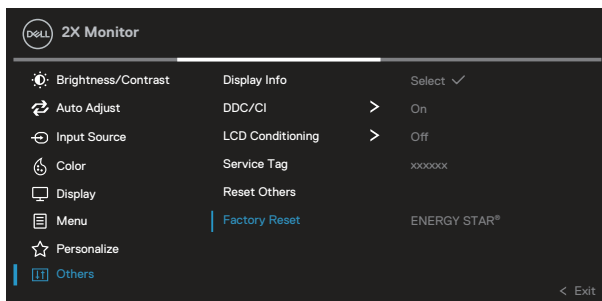 DELL 2X Monitor
Brightness/Contrast Display Info Select
Auto Adjust DDC/CI > On
Input Source LCD Conditioning > Off
Color Service Tag xxxxxx
Display Reset Others
Menu Factory Reset ENERGY STAR®
Personalize
Others
< Exit